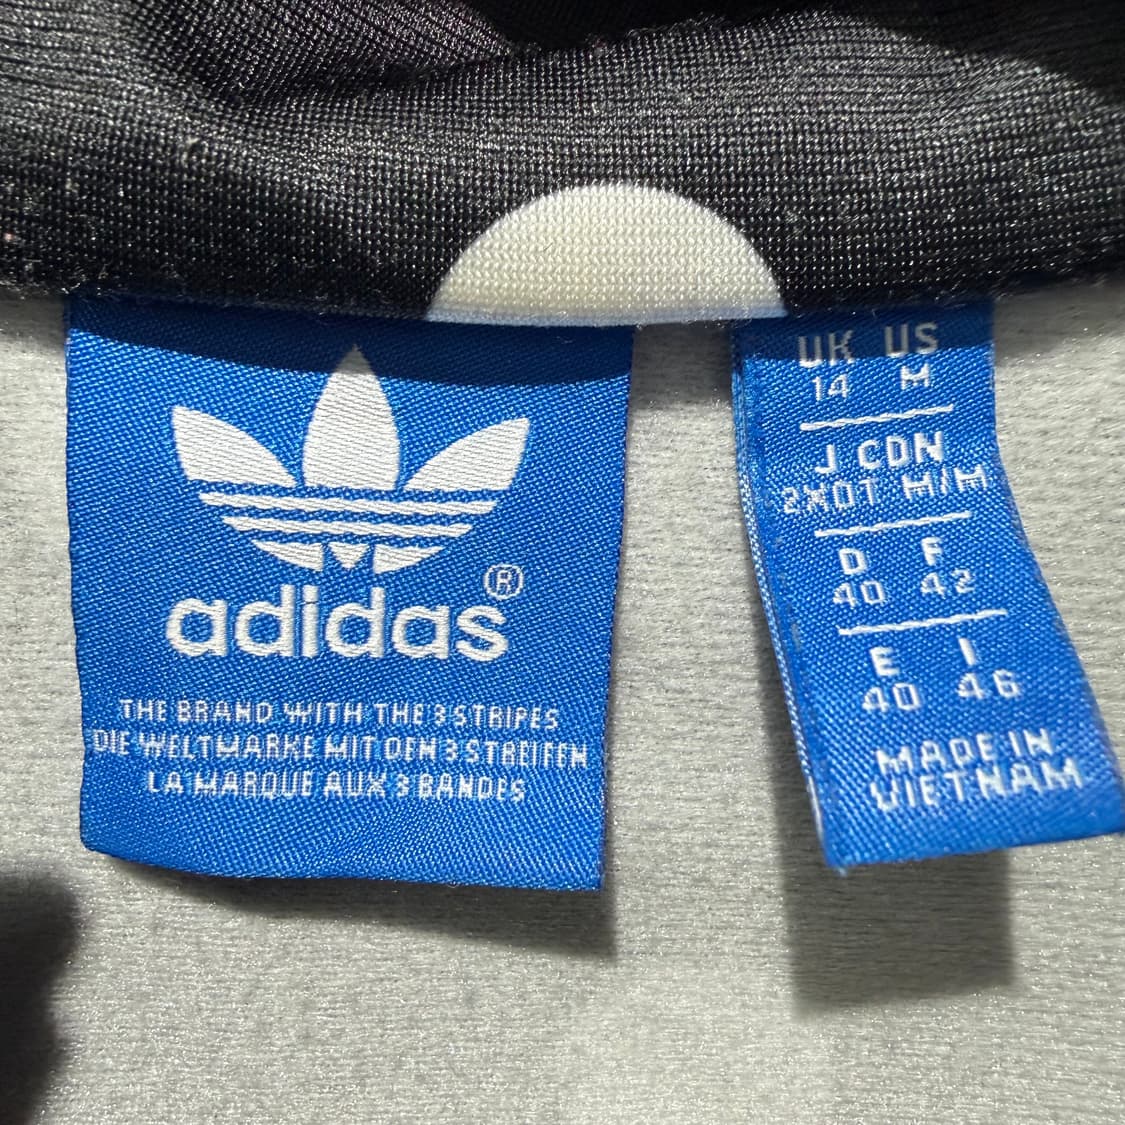 adidas®
THE BRAND WITH THE 3 STRIPES
DIE WELTMARKE MIT DEN 3 STREIFEN
LA MARQUE AUX 3 BANDES
UK US
14 M
J CDN
2XOT M/M
D F
40 42
E I
40 46
MADE IN
VIETNAM